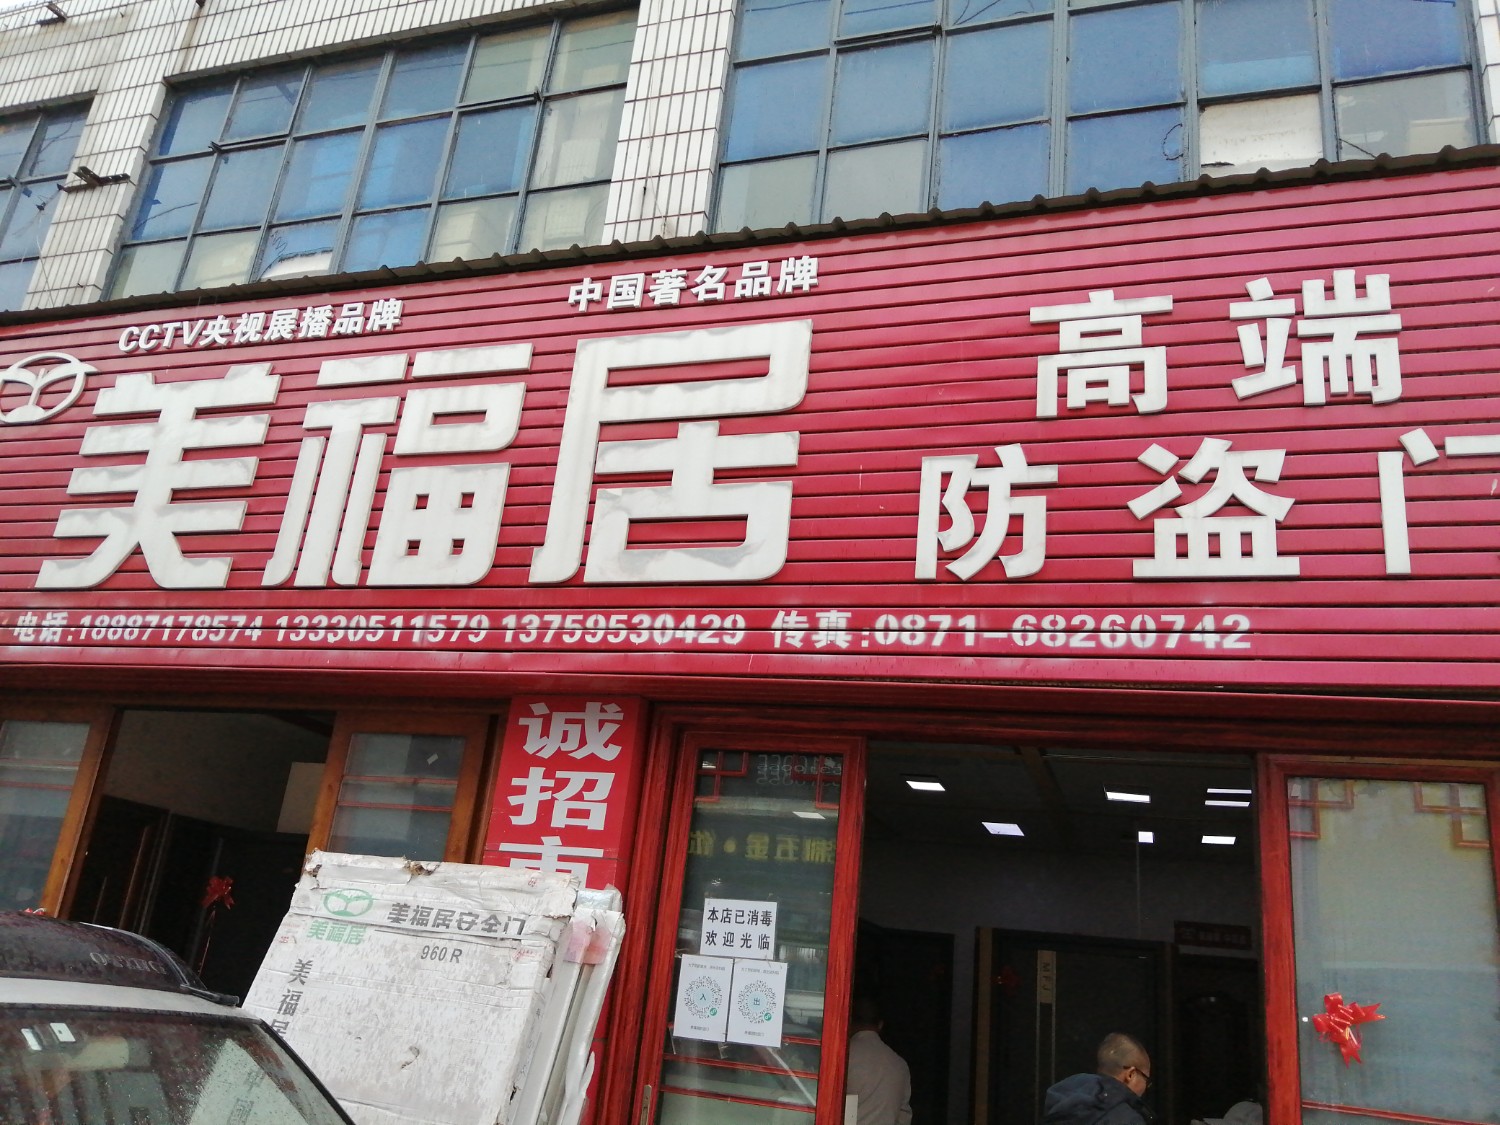 CCTV央视展播品牌
中国著名品牌
美福居
高端
防盗门
电话:18887178574 13330511579 13759530429 传真:0871-68260742
诚招市
美福居
美福居安全门
960R
美福居
本店已消毒
欢迎光临
入
出